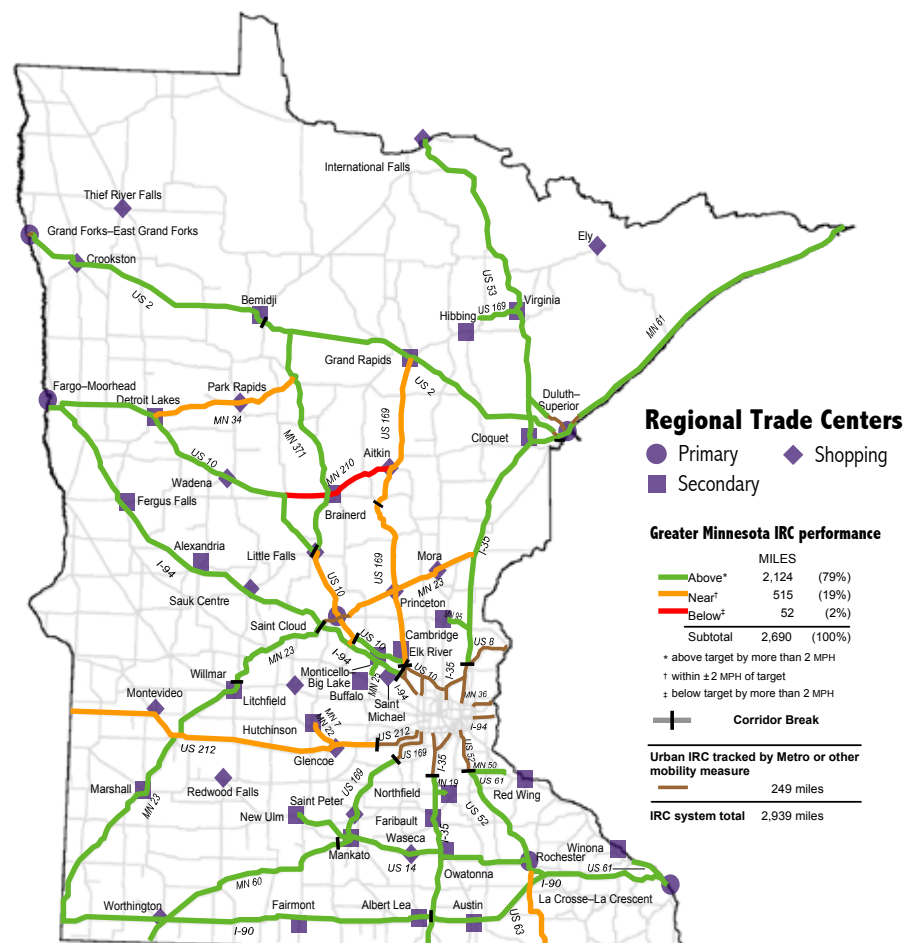 International Falls
Thief River Falls
Grand Forks–East Grand Forks
Ely
Crookston
US 53
US 2
Bemidji
Virginia
US 169
Hibbing
MN 61
Grand Rapids
US 2
Fargo–Moorhead
Park Rapids
Detroit Lakes
MN 34
Duluth–
Superior
US 169
Cloquet
MN 371
Aitkin
US 10
MN 210
Wadena
Fergus Falls
Brainerd
Alexandria
Little Falls
I-35
I-94
US 169
Mora
US 10
MN 23
Sauk Centre
Princeton
MN 95
Saint Cloud
US 10
Cambridge
US 8
MN 23
I-94
Elk River
Monticello
US 10
I-35
Willmar
Big Lake
MN 25
I-94
Buffalo
MN 36
Montevideo
Litchfield
Saint
Michael
Hutchinson
MN 7
MN 22
I-94
US 212
US 212
Glencoe
US 169
I-35
US 52
MN 50
US 61
Redwood Falls
Marshall
MN 23
US 169
Northfield
MN 19
Red Wing
Saint Peter
New Ulm
Faribault
US 52
I-35
Waseca
Mankato
US 14
Winona
Rochester
US 61
Owatonna
MN 60
I-90
La Crosse–La Crescent
Worthington
Fairmont
Albert Lea
Austin
I-90
US 63
Regional Trade Centers
Primary
Shopping
Secondary
Greater Minnesota IRC performance
MILES
Above* 2,124 (79%)
Near† 515 (19%)
Below‡ 52 (2%)
Subtotal 2,690 (100%)
* above target by more than 2 MPH
† within ±2 MPH of target
‡ below target by more than 2 MPH
Corridor Break
Urban IRC tracked by Metro or other
mobility measure
249 miles
IRC system total 2,939 miles